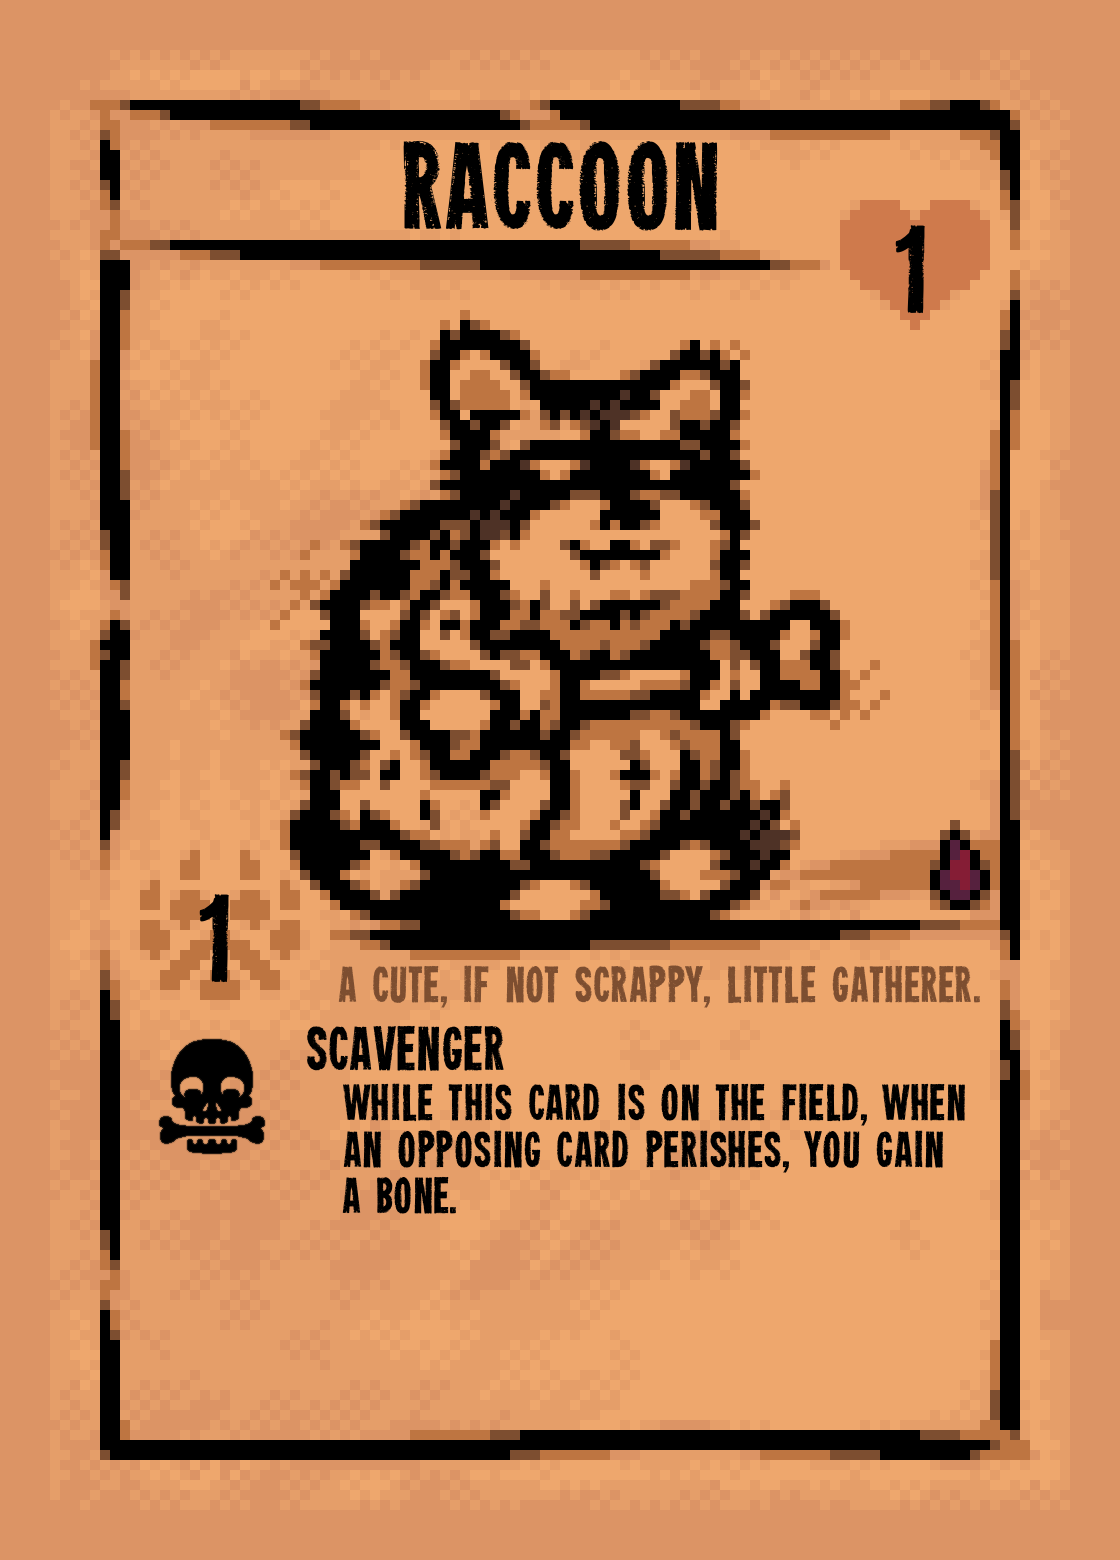 RACCOON
1
1
A CUTE, IF NOT SCRAPPY, LITTLE GATHERER.
SCAVENGER
WHILE THIS CARD IS ON THE FIELD, WHEN
AN OPPOSING CARD PERISHES, YOU GAIN
A BONE.